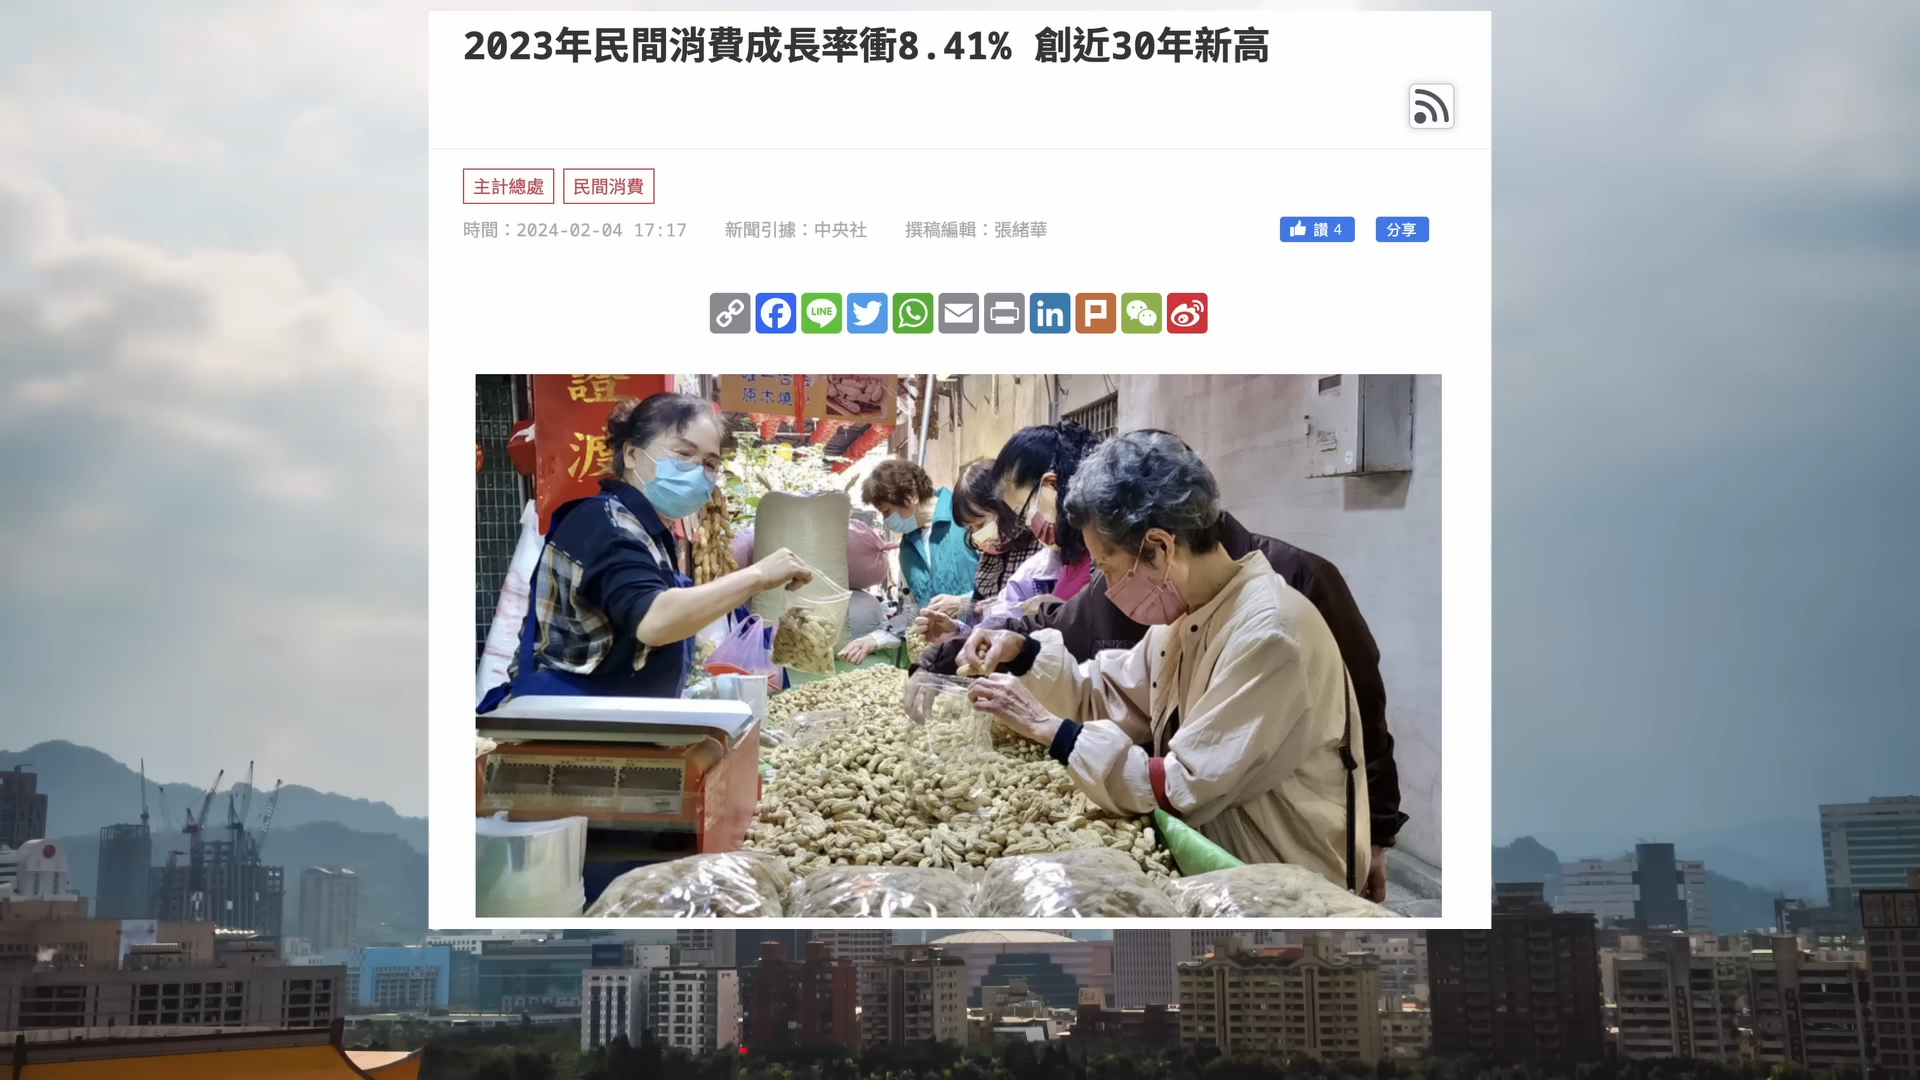 2023年民間消費成長率衝8.41% 創近30年新高
主計總處 民間消費
時間：2024-02-04 17:17 新聞引據：中央社 撰稿編輯：張緒華
讚 4 分享
LINE
證
渡